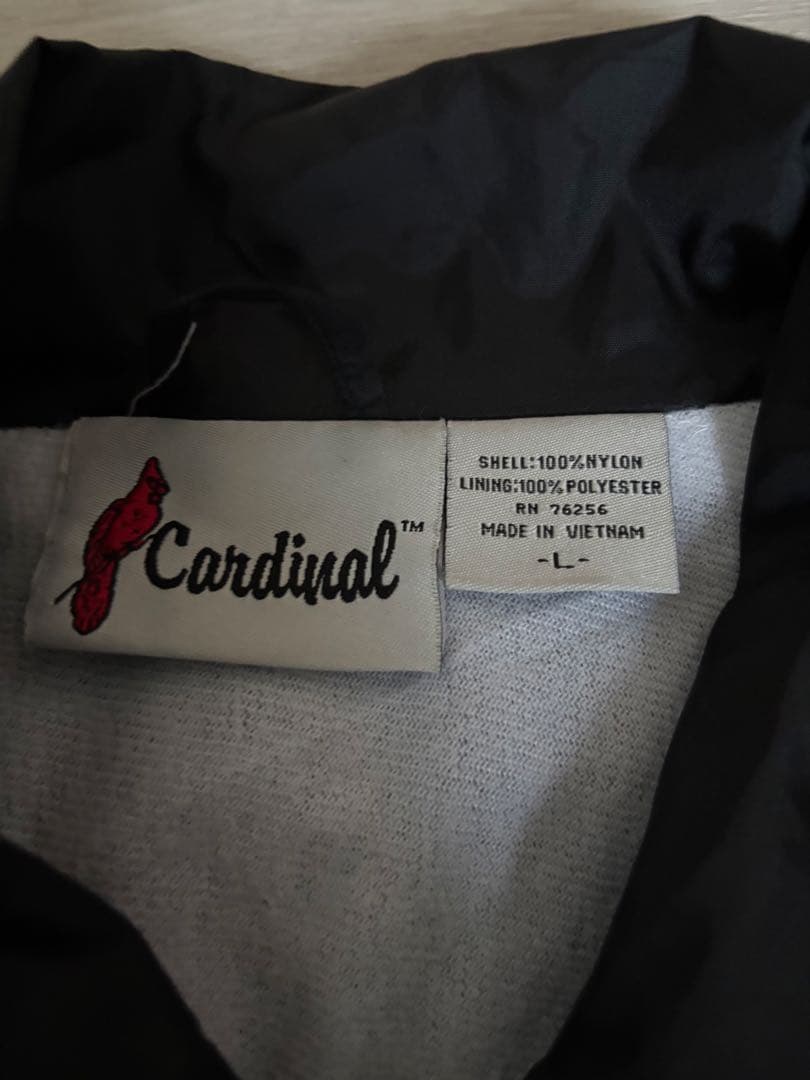 Cardinal™
SHELL:100%NYLON
LINING:100%POLYESTER
RN 76256
MADE IN VIETNAM
-L-